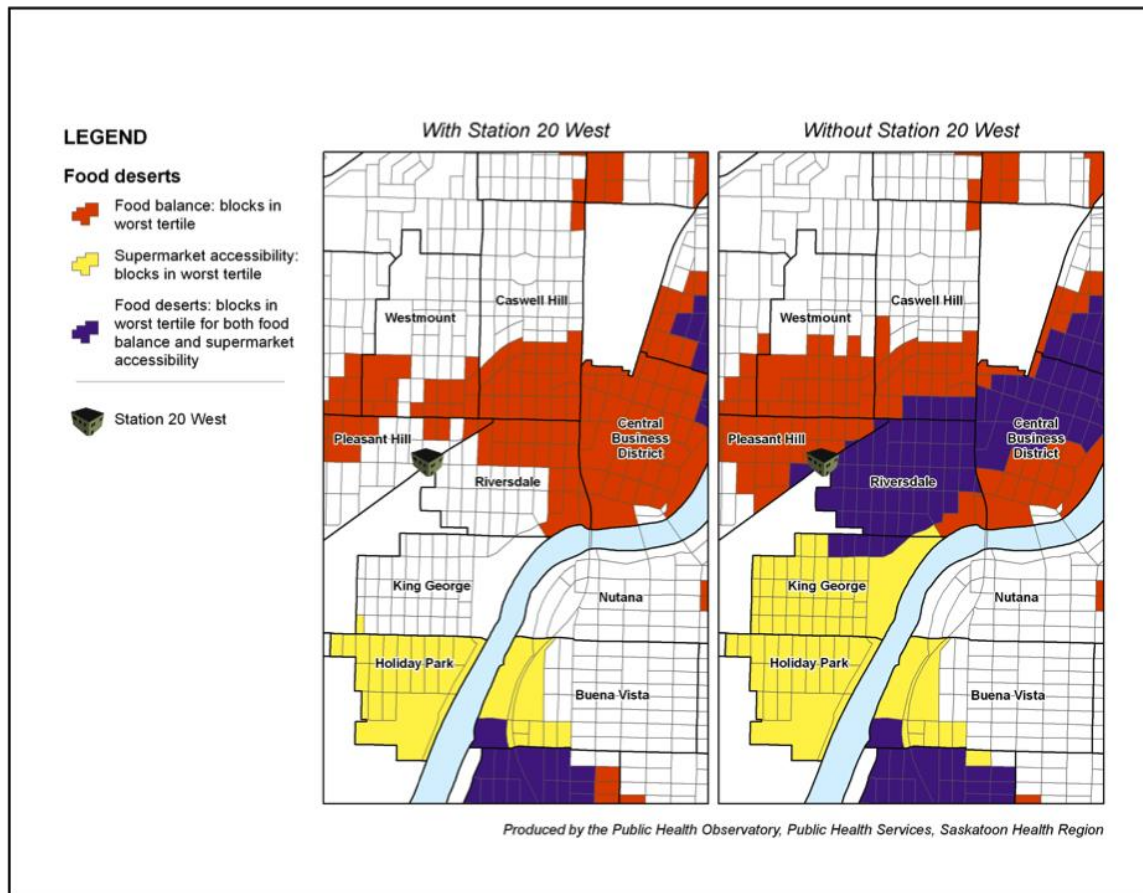 LEGEND
Food deserts
Food balance: blocks in
worst tertile
Supermarket accessibility:
blocks in worst tertile
Food deserts: blocks in
worst tertile for both food
balance and supermarket
accessibility
Station 20 West
With Station 20 West
Caswell Hill
Westmount
Central
Business
District
Pleasant Hill
Riversdale
King George
Nutana
Holiday Park
Buena Vista
Without Station 20 West
Caswell Hill
Westmount
Central
Business
District
Pleasant Hill
Riversdale
King George
Nutana
Holiday Park
Buena Vista
Produced by the Public Health Observatory, Public Health Services, Saskatoon Health Region